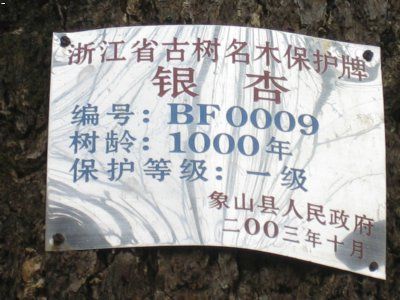 浙江省古树名木保护牌
银杏
编号：BF0009
树龄：1000年
保护等级：一级
象山县人民政府
二00三年十月